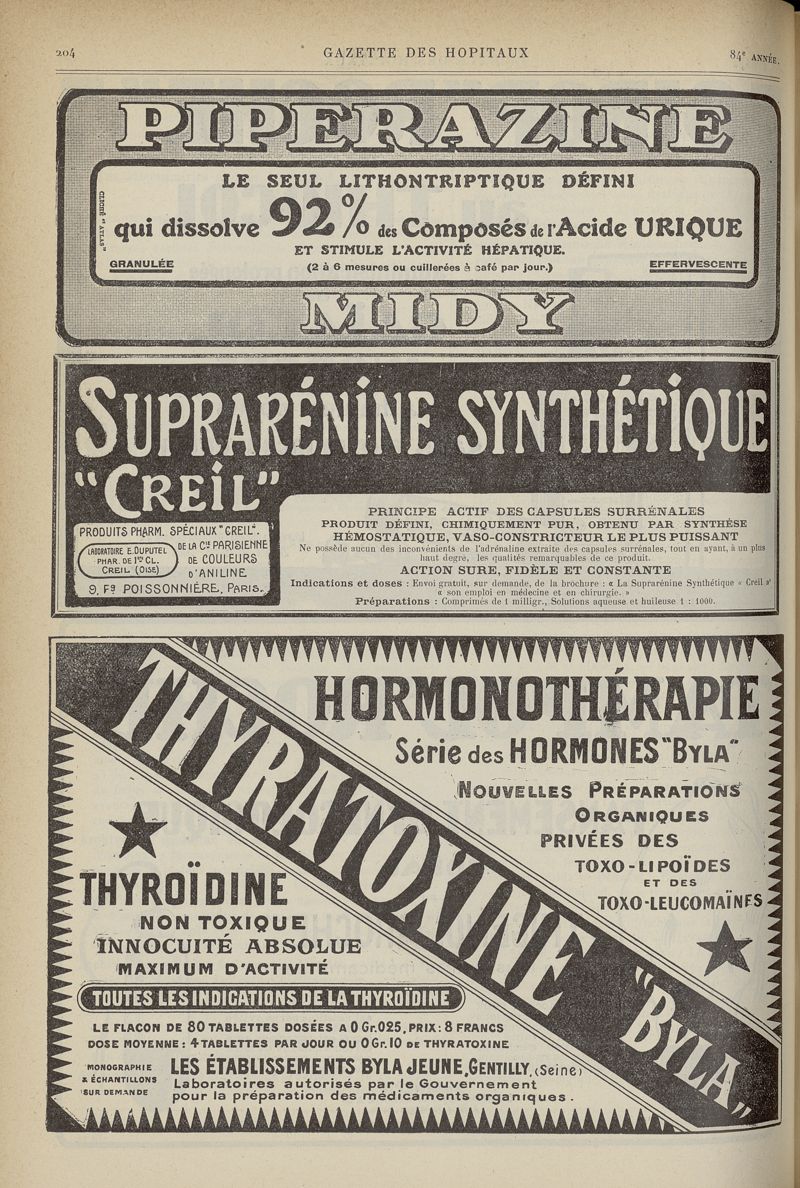 204
GAZETTE DES HOPITAUX
84e ANNÉE.
PIPERAZINE
LE SEUL LITHONTRIPTIQUE DÉFINI
qui dissolve 92% des Composés de l'Acide URIQUE
ET STIMULE L'ACTIVITÉ HÉPATIQUE.
GRANULÉE
(2 à 6 mesures ou cuillerées à café par jour.)
EFFERVESCENTE
CLICHÉ "ATLAS"
MIDY
SUPRARÉNINE SYNTHÉTIQUE
"CREIL"
PRODUITS PHARM. SPÉCIAUX "CREIL".
LABORATOIRE E. DUPUTEL
PHAR. DE 1re CL.
CREIL (OISE)
DE LA Cie PARISIENNE
DE COULEURS
D'ANILINE
9, Fg POISSONNIÈRE, PARIS.
PRINCIPE ACTIF DES CAPSULES SURRÉNALES
PRODUIT DÉFINI, CHIMIQUEMENT PUR, OBTENU PAR SYNTHÈSE
HÉMOSTATIQUE, VASO-CONSTRICTEUR LE PLUS PUISSANT
Ne possède aucun des inconvénients de l'adrénaline extraite des capsules surrénales, tout en ayant, à un plus
haut degre, les qualités remarquables de ce produit.
ACTION SURE, FIDÈLE ET CONSTANTE
Indications et doses : Envoi gratuit, sur demande, de la brochure : « La Suprarénine Synthétique « Creil »
« son emploi en médecine et en chirurgie. »
Préparations : Comprimés de 1 milligr., Solutions aqueuse et huileuse 1 : 1000.
HORMONOTHÉRAPIE
Série des HORMONES "BYLA"
NOUVELLES PRÉPARATIONS
ORGANIQUES
PRIVÉES DES
TOXO-LIPOÏDES
ET DES
TOXO-LEUCOMAÏNES
THYRATOXINE "BYLA"
THYROÏDINE
NON TOXIQUE
INNOCUITÉ ABSOLUE
MAXIMUM D'ACTIVITÉ
TOUTES LES INDICATIONS DE LA THYROÏDINE
LE FLACON DE 80 TABLETTES DOSÉES A 0 Gr. 025, PRIX: 8 FRANCS
DOSE MOYENNE: 4 TABLETTES PAR JOUR OU 0 Gr. 10 DE THYRATOXINE
MONOGRAPHIE
& ÉCHANTILLONS
SUR DEMANDE
LES ÉTABLISSEMENTS BYLA JEUNE, GENTILLY, (Seine)
Laboratoires autorisés par le Gouvernement
pour la préparation des médicaments organiques.